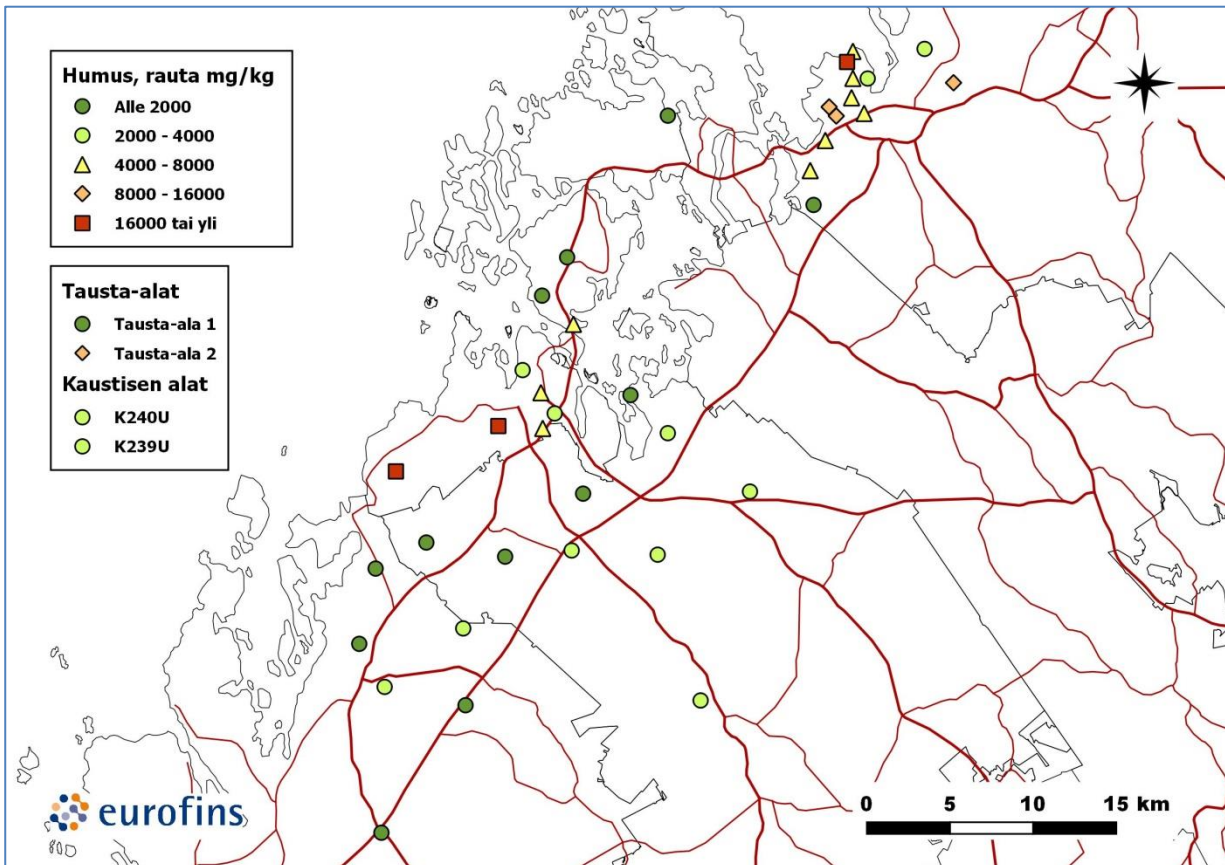 Humus, rauta mg/kg
Alle 2000
2000 - 4000
4000 - 8000
8000 - 16000
16000 tai yli
Tausta-alat
Tausta-ala 1
Tausta-ala 2
Kaustisen alat
K240U
K239U
eurofins
0 5 10 15 km